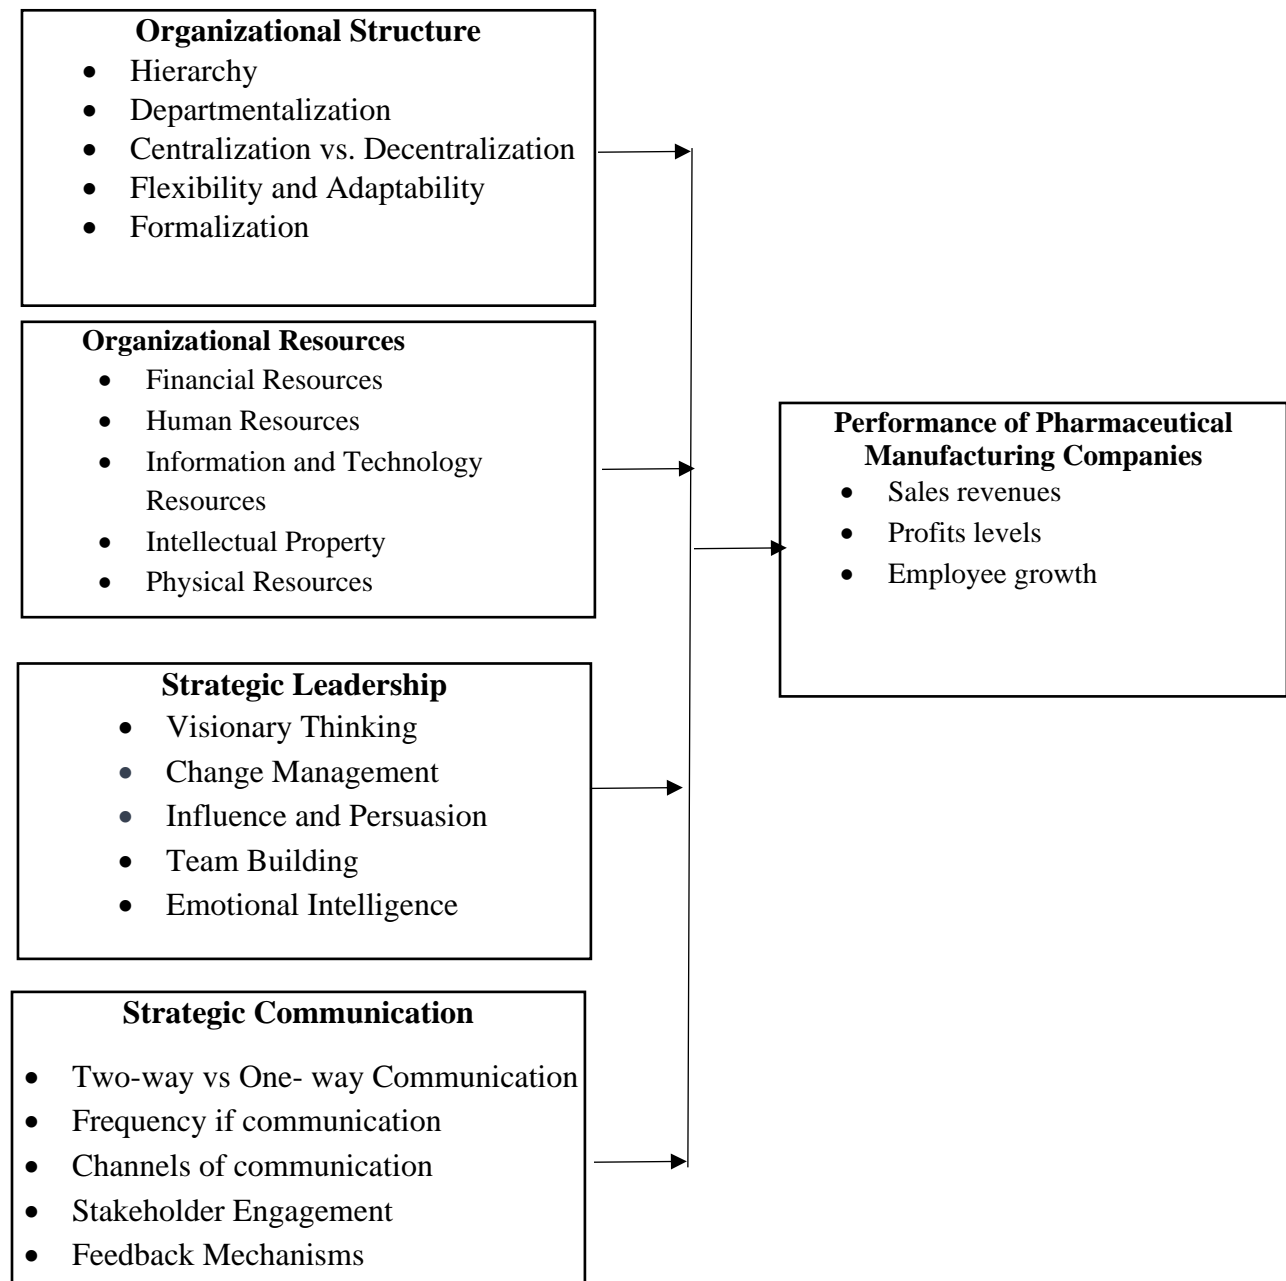 Organizational Structure
• Hierarchy
• Departmentalization
• Centralization vs. Decentralization
• Flexibility and Adaptability
• Formalization
Organizational Resources
• Financial Resources
• Human Resources
• Information and Technology
Resources
• Intellectual Property
• Physical Resources
Strategic Leadership
• Visionary Thinking
• Change Management
• Influence and Persuasion
• Team Building
• Emotional Intelligence
Strategic Communication
• Two-way vs One- way Communication
• Frequency if communication
• Channels of communication
• Stakeholder Engagement
• Feedback Mechanisms
Performance of Pharmaceutical
Manufacturing Companies
• Sales revenues
• Profits levels
• Employee growth